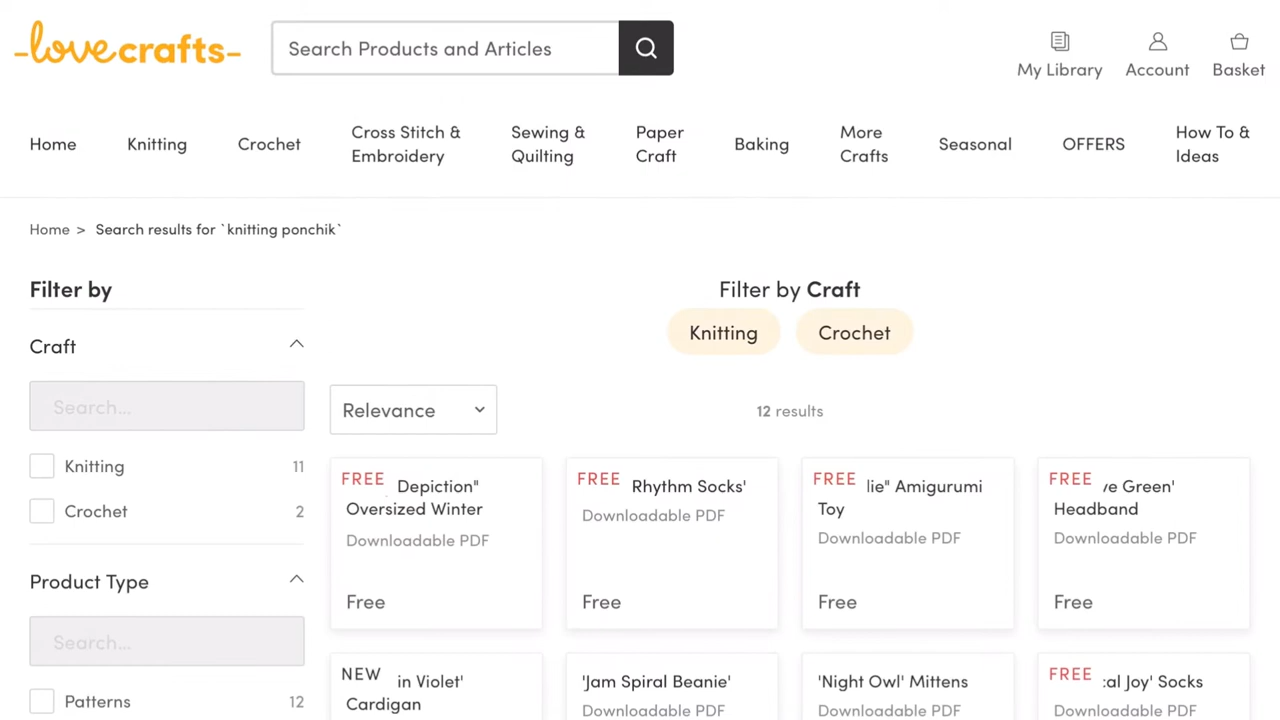 lovecrafts
Search Products and Articles
My Library
Account
Basket
Home
Knitting
Crochet
Cross Stitch &
Embroidery
Sewing &
Quilting
Paper
Craft
Baking
More
Crafts
Seasonal
OFFERS
How To &
Ideas
Home > Search results for `knitting ponchik`
Filter by
Craft
Search...
Knitting 11
Crochet 2
Product Type
Search...
Patterns 12
Filter by Craft
Knitting
Crochet
Relevance
12 results
FREE
Depiction"
Oversized Winter
Downloadable PDF
Free
FREE
Rhythm Socks'
Downloadable PDF
Free
FREE
lie" Amigurumi
Toy
Downloadable PDF
Free
FREE
Green'
Headband
Downloadable PDF
Free
NEW
in Violet'
Cardigan
'Jam Spiral Beanie'
Downloadable PDF
'Night Owl' Mittens
Downloadable PDF
FREE
al Joy' Socks
Downloadable PDF